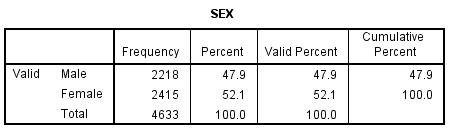 SEX
Frequency Percent Valid Percent Cumulative Percent
Valid Male 2218 47.9 47.9 47.9
Female 2415 52.1 52.1 100.0
Total 4633 100.0 100.0